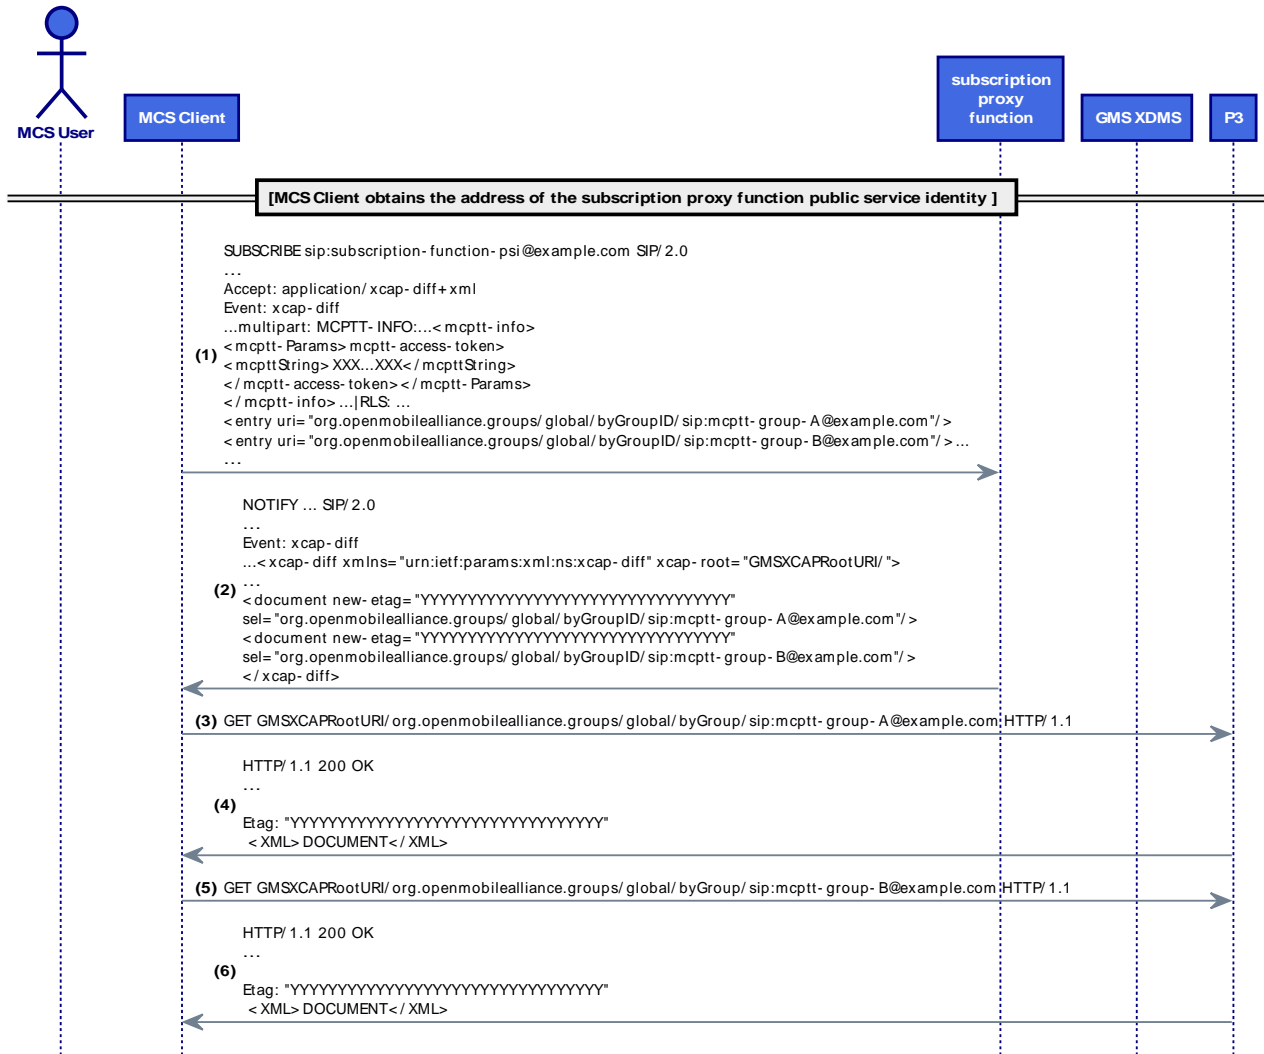 MCS User
MCS Client
subscription
proxy
function
GMS XDMS
P3
[MCS Client obtains the address of the subscription proxy function public service identity ]
SUBSCRIBE sip:subscription-function-psi@example.com SIP/2.0
...
Accept: application/xcap-diff+xml
Event: xcap-diff
...multipart: MCPTT-INFO:...<mcptt-info>
<mcptt-Params>mcptt-access-token>
(1) <mcpttString>XXX...XXX</mcpttString>
</mcptt-access-token></mcptt-Params>
</mcptt-info>...|RLS: ...
<entry uri="org.openmobilealliance.groups/global/byGroupID/sip:mcptt-group-A@example.com"/>
<entry uri="org.openmobilealliance.groups/global/byGroupID/sip:mcptt-group-B@example.com"/>...
...
NOTIFY ... SIP/2.0
...
Event: xcap-diff
...<xcap-diff xmlns="urn:ietf:params:xml:ns:xcap-diff" xcap-root="GMSXCAPRootURI/">
...
(2) <document new-etag="YYYYYYYYYYYYYYYYYYYYYYYYYYYYYYYYY"
sel="org.openmobilealliance.groups/global/byGroupID/sip:mcptt-group-A@example.com"/>
<document new-etag="YYYYYYYYYYYYYYYYYYYYYYYYYYYYYYYYY"
sel="org.openmobilealliance.groups/global/byGroupID/sip:mcptt-group-B@example.com"/>
</xcap-diff>
(3) GET GMSXCAPRootURI/org.openmobilealliance.groups/global/byGroup/sip:mcptt-group-A@example.com HTTP/1.1
HTTP/1.1 200 OK
...
(4)
Etag: "YYYYYYYYYYYYYYYYYYYYYYYYYYYYYYYYY"
<XML>DOCUMENT</XML>
(5) GET GMSXCAPRootURI/org.openmobilealliance.groups/global/byGroup/sip:mcptt-group-B@example.com HTTP/1.1
HTTP/1.1 200 OK
...
(6)
Etag: "YYYYYYYYYYYYYYYYYYYYYYYYYYYYYYYYY"
<XML>DOCUMENT</XML>